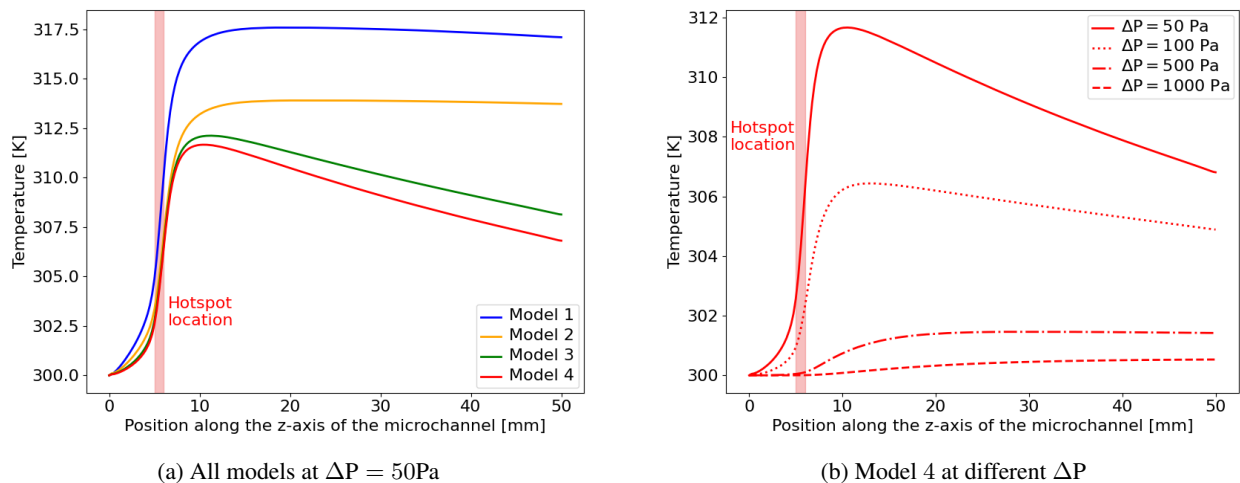 317.5
315.0
312.5
310.0
307.5
305.0
302.5
300.0
Temperature [K]
Hotspot
location
Model 1
Model 2
Model 3
Model 4
0 10 20 30 40 50
Position along the z-axis of the microchannel [mm]
(a) All models at ΔP = 50Pa
312
310
308
306
304
302
300
Temperature [K]
Hotspot
location
ΔP = 50 Pa
ΔP = 100 Pa
ΔP = 500 Pa
ΔP = 1000 Pa
0 10 20 30 40 50
Position along the z-axis of the microchannel [mm]
(b) Model 4 at different ΔP